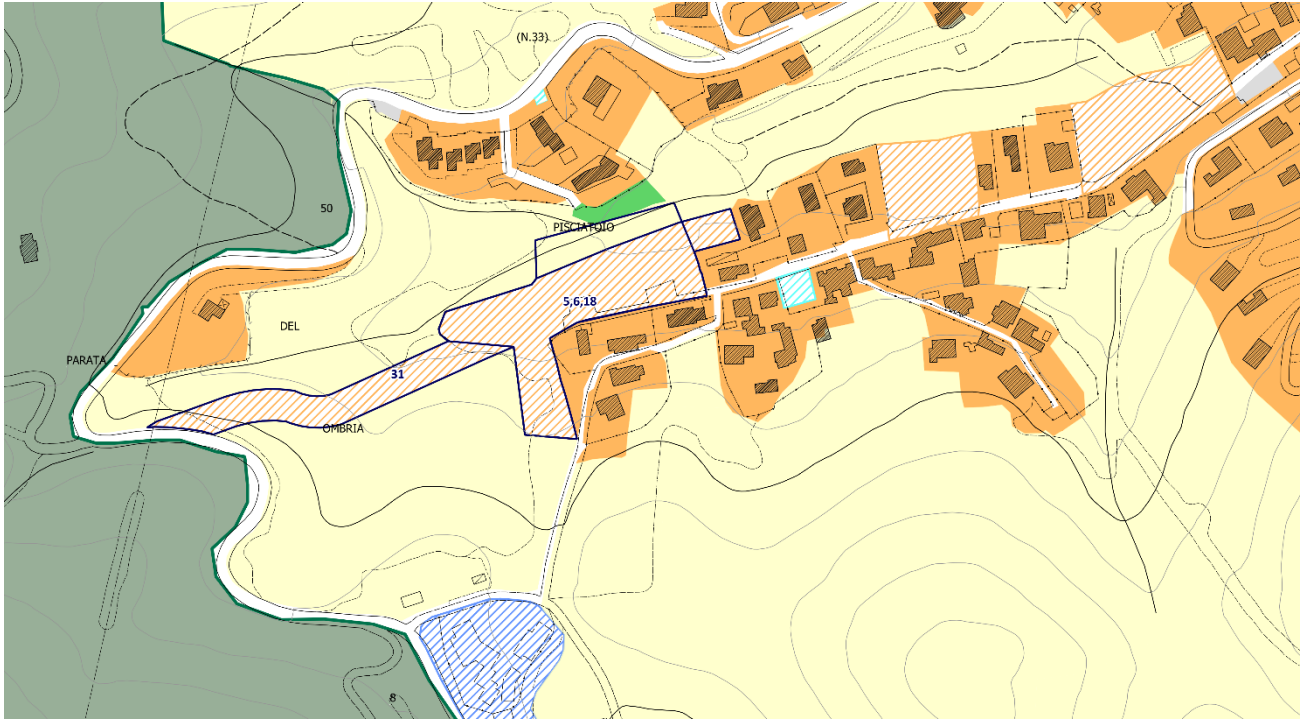 (N.33)
50
PISCIATOIO
5,6,18
DEL
PARATA
31
OMBRIA
8